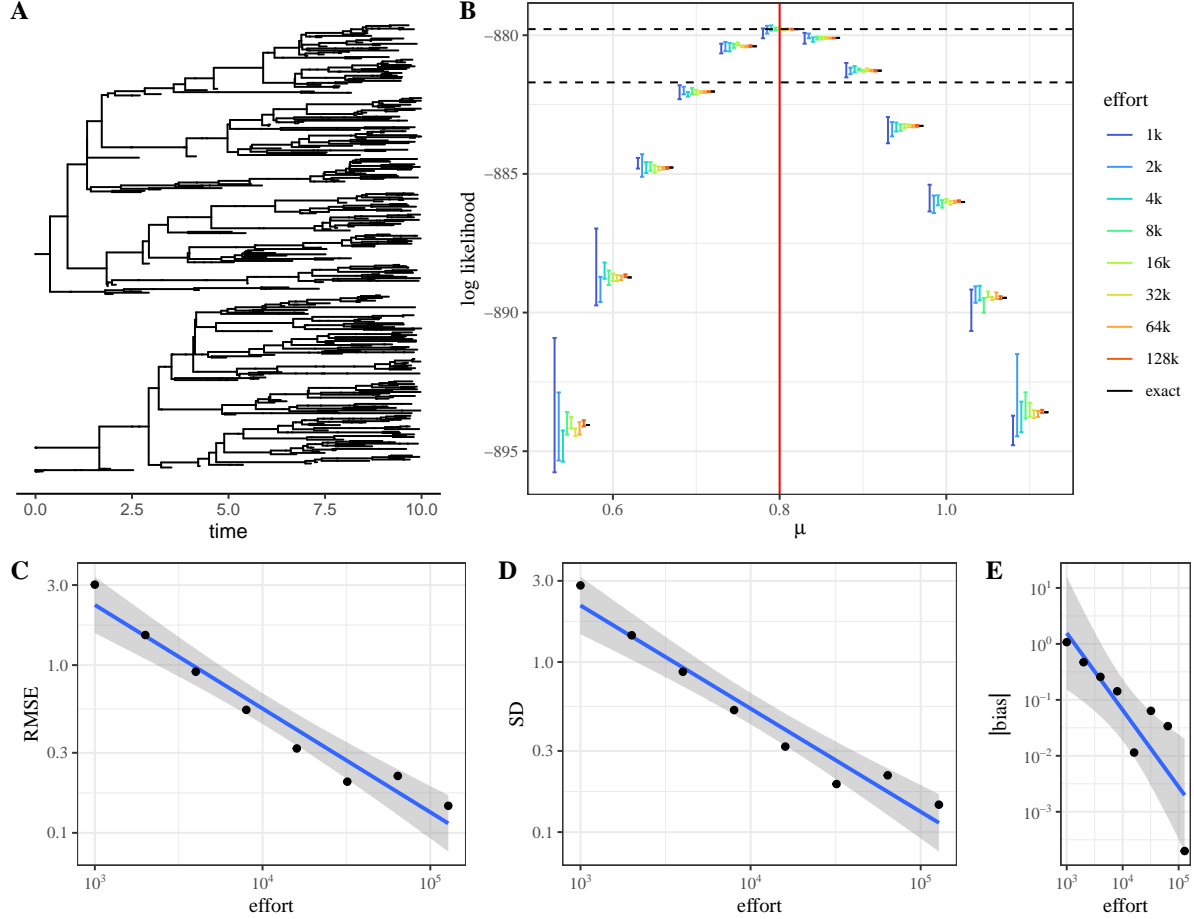 A
0.0 2.5 5.0 7.5 10.0
time
B
log likelihood
−880
−885
−890
−895
0.6 0.8 1.0
μ
effort
1k
2k
4k
8k
16k
32k
64k
128k
exact
C
RMSE
3.0
1.0
0.3
0.1
10³ 10⁴ 10⁵
effort
D
SD
3.0
1.0
0.3
0.1
10³ 10⁴ 10⁵
effort
E
|bias|
10¹
10⁰
10⁻¹
10⁻²
10⁻³
10³ 10⁴ 10⁵
effort